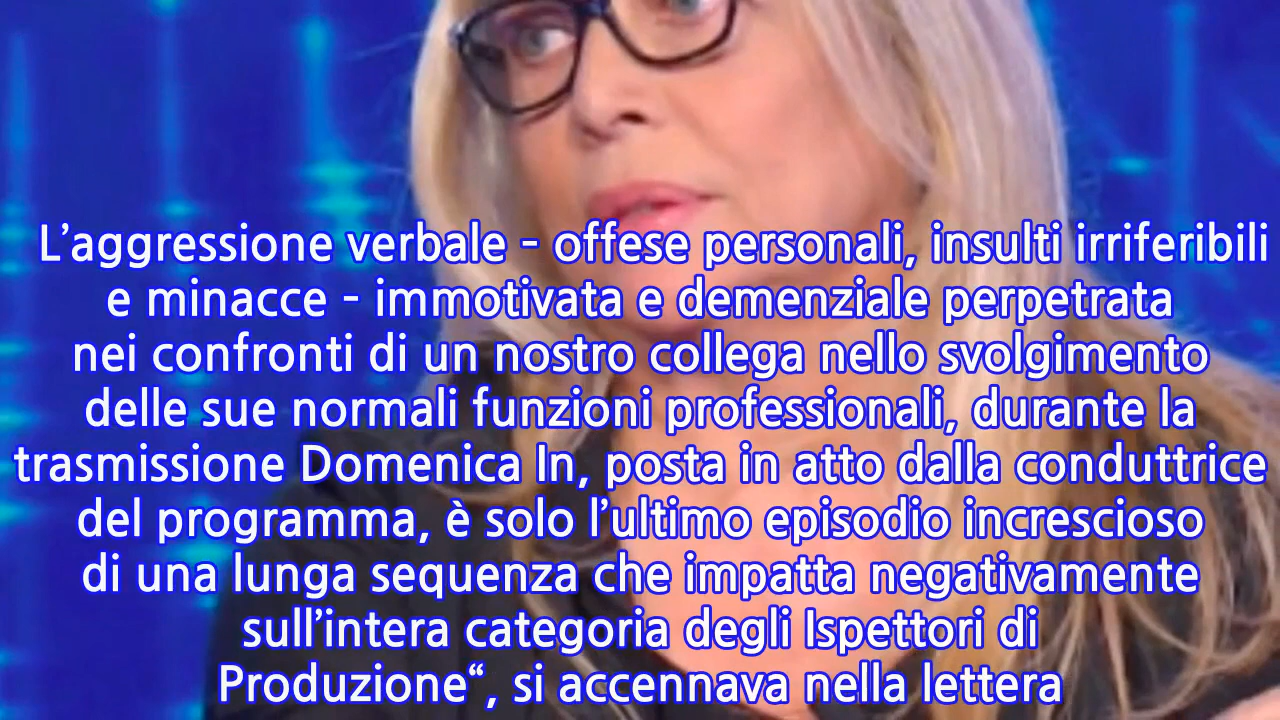 L’aggressione verbale - offese personali, insulti irriferibili
e minacce - immotivata e demenziale perpetrata
nei confronti di un nostro collega nello svolgimento
delle sue normali funzioni professionali, durante la
trasmissione Domenica In, posta in atto dalla conduttrice
del programma, è solo l’ultimo episodio increscioso
di una lunga sequenza che impatta negativamente
sull’intera categoria degli Ispettori di
Produzione“, si accennava nella lettera